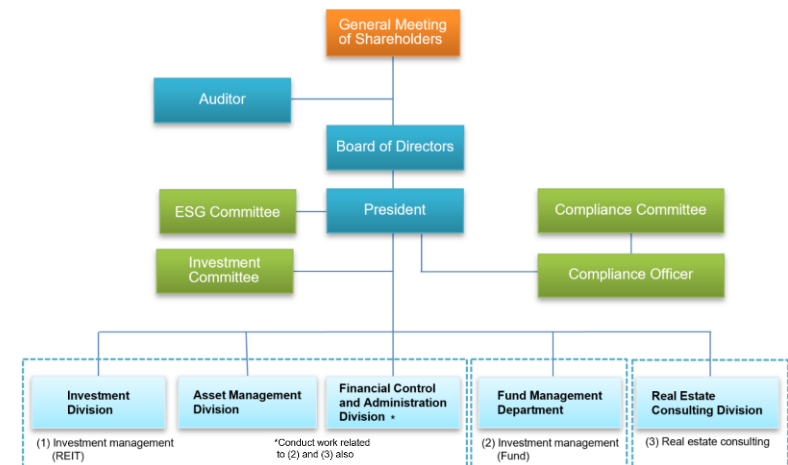 General Meeting
of Shareholders
Auditor
Board of Directors
ESG Committee
President
Compliance Committee
Investment
Committee
Compliance Officer
Investment
Division
Asset Management
Division
Financial Control
and Administration
Division *
Fund Management
Department
Real Estate
Consulting Division
(1) Investment management
(REIT)
*Conduct work related
to (2) and (3) also
(2) Investment management
(Fund)
(3) Real estate consulting